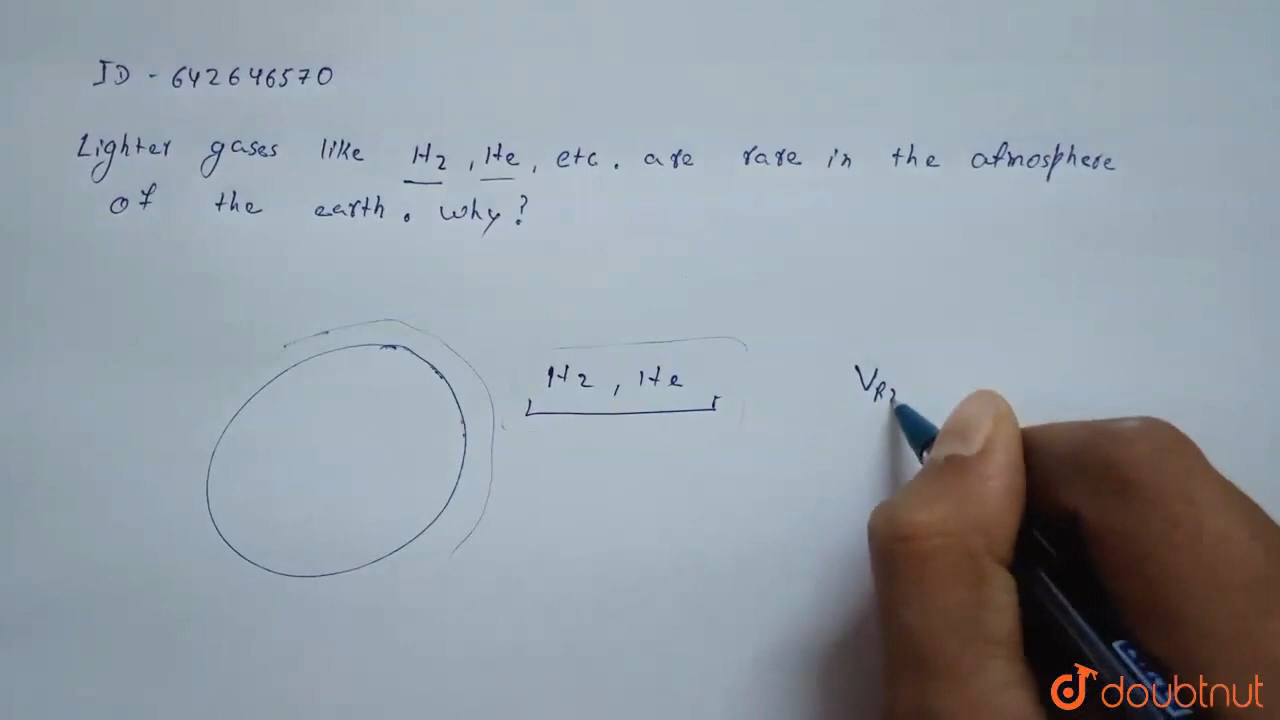 ID - 642646570
Lighter gases like H2, He, etc. are rare in the atmosphere
of the earth. why?
H2, He
doubtnut